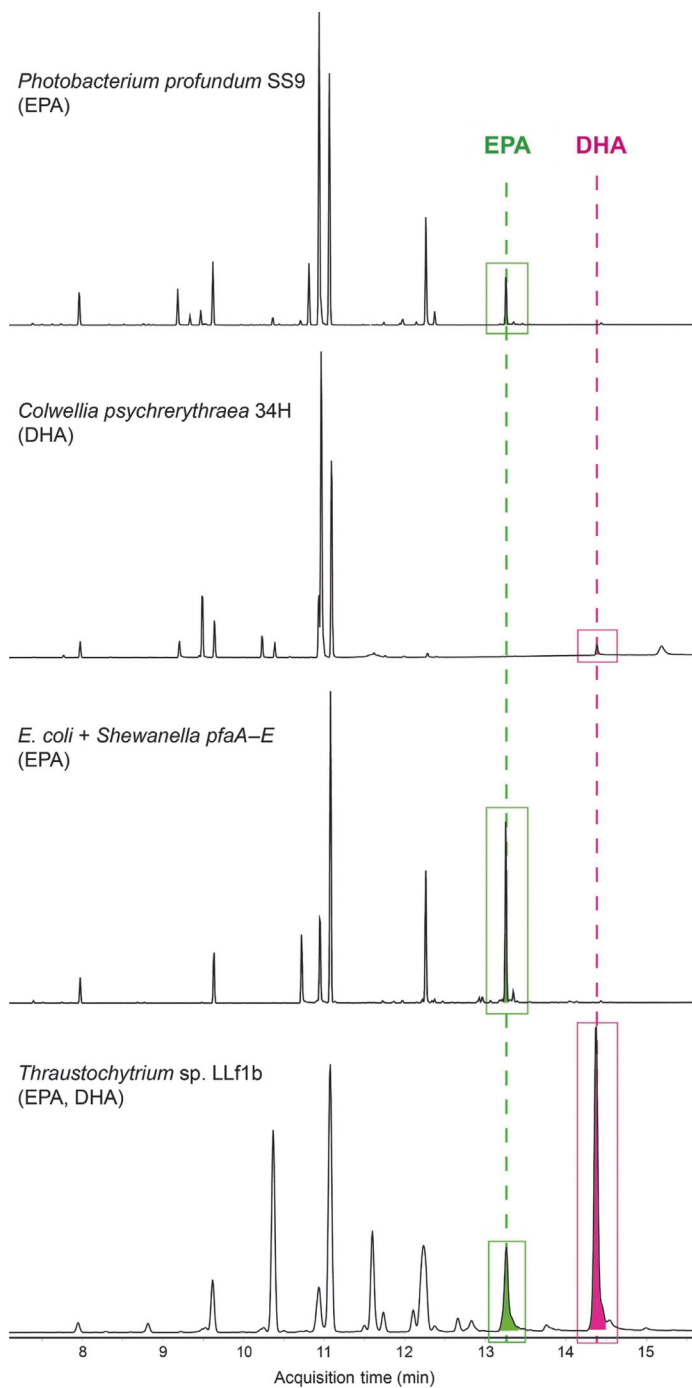 Photobacterium profundum SS9
(EPA)
EPA
DHA
Colwellia psychrerythraea 34H
(DHA)
E. coli + Shewanella pfaA–E
(EPA)
Thraustochytrium sp. LLf1b
(EPA, DHA)
8 9 10 11 12 13 14 15
Acquisition time (min)